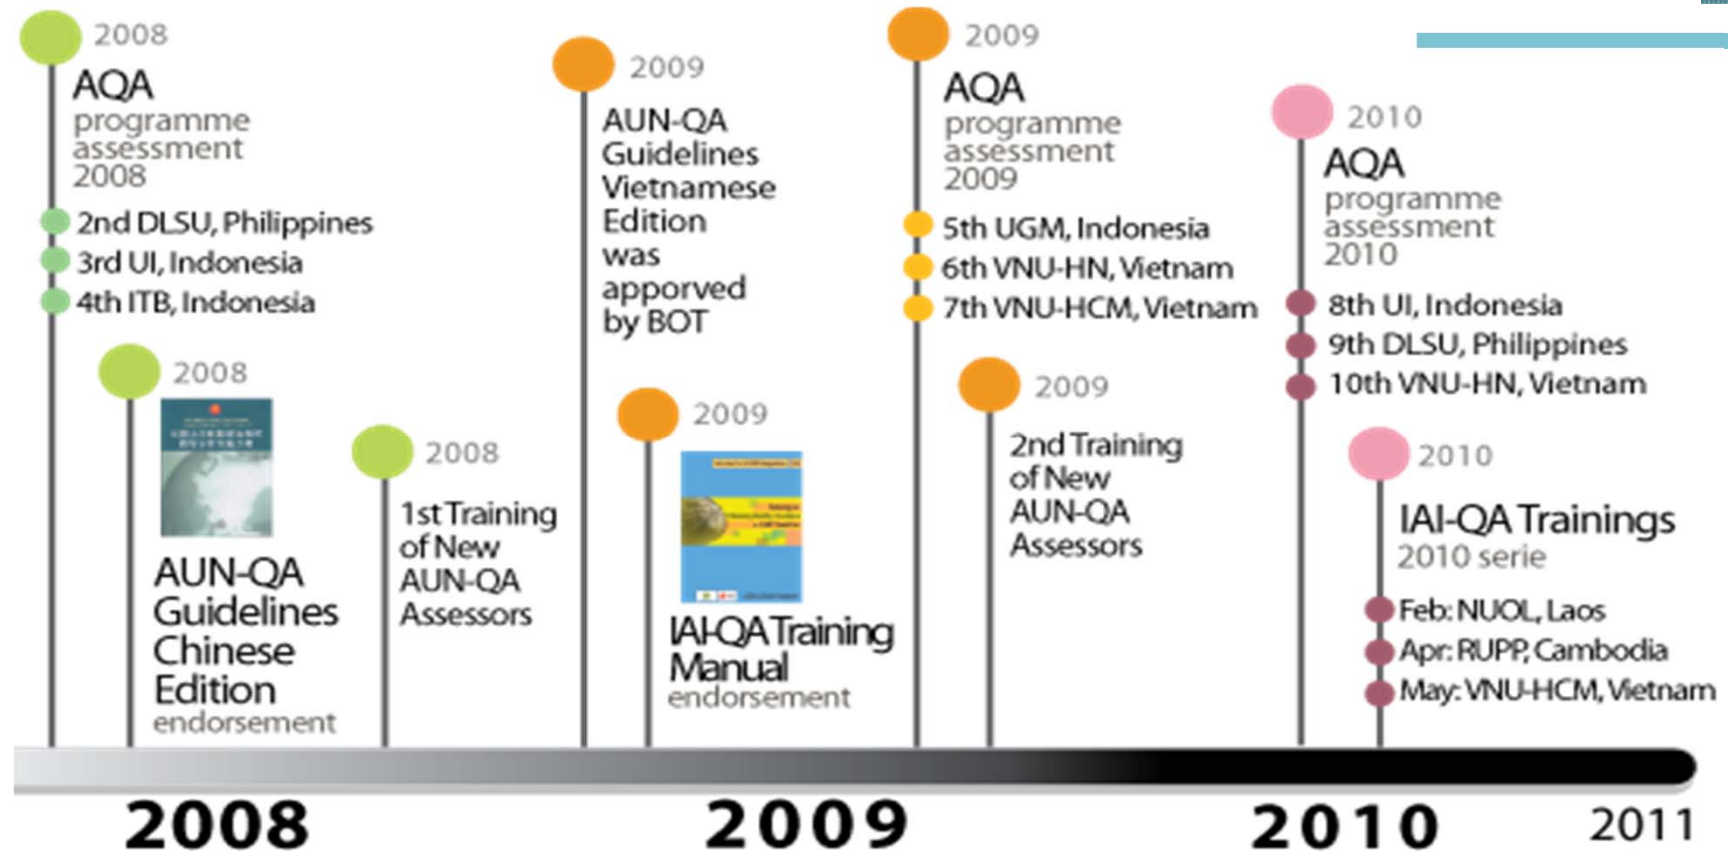 2008
AQA
programme
assessment
2008
2nd DLSU, Philippines
3rd UI, Indonesia
4th ITB, Indonesia
2008
AUN-QA
Guidelines
Chinese
Edition
endorsement
2008
1st Training
of New
AUN-QA
Assessors
2009
AUN-QA
Guidelines
Vietnamese
Edition
was
apporved
by BOT
2009
IAI-QA Training
Manual
endorsement
2009
AQA
programme
assessment
2009
5th UGM, Indonesia
6th VNU-HN, Vietnam
7th VNU-HCM, Vietnam
2009
2nd Training
of New
AUN-QA
Assessors
2010
AQA
programme
assessment
2010
8th UI, Indonesia
9th DLSU, Philippines
10th VNU-HN, Vietnam
2010
IAI-QA Trainings
2010 serie
Feb: NUOL, Laos
Apr: RUPP, Cambodia
May: VNU-HCM, Vietnam
2008
2009
2010
2011